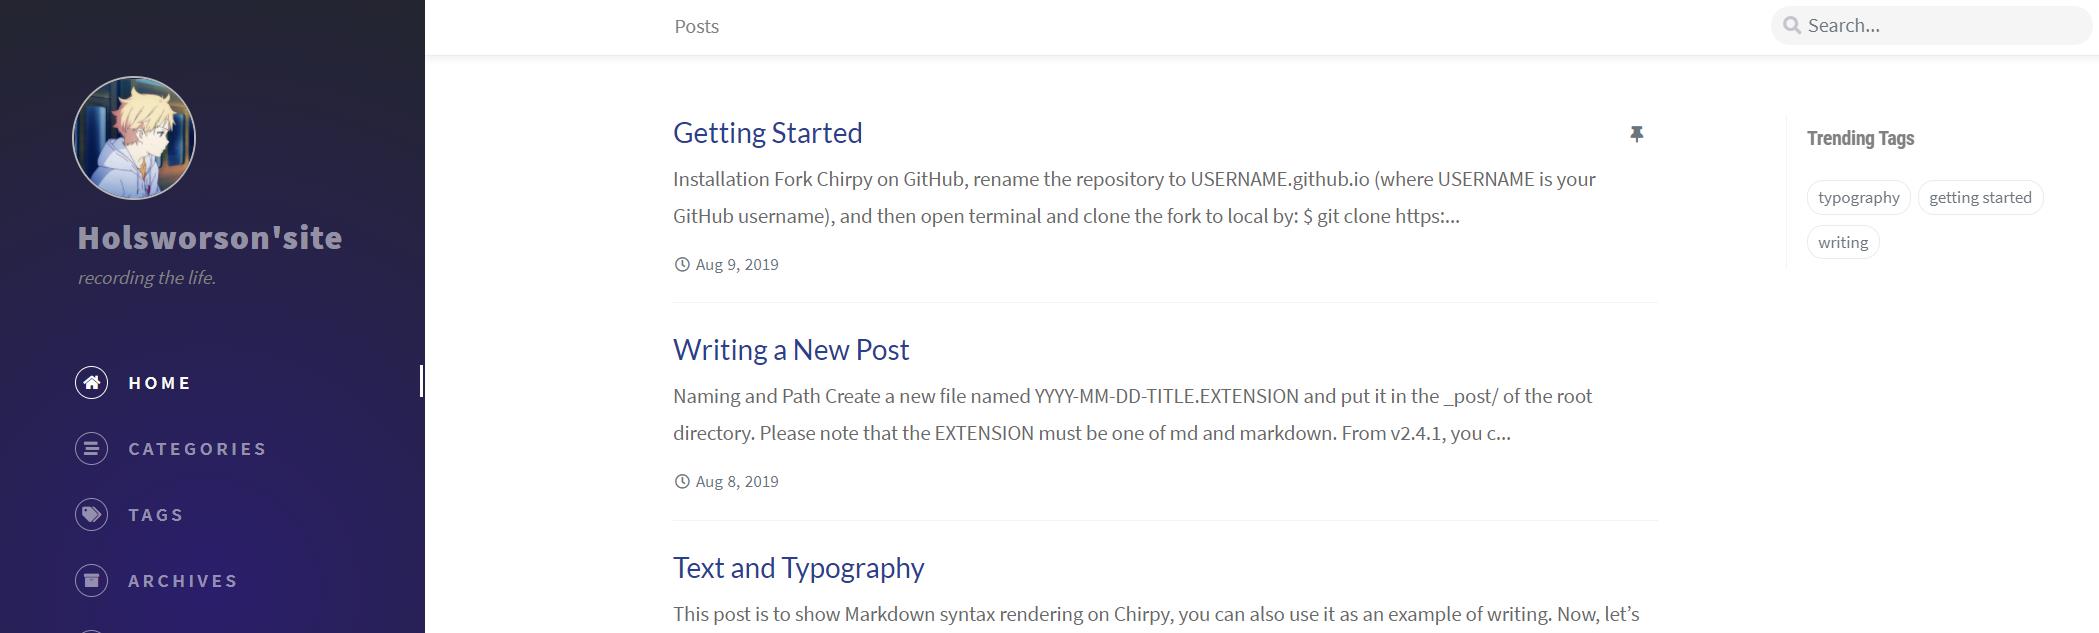 Holsworson'site
recording the life.
HOME
CATEGORIES
TAGS
ARCHIVES
Posts
Search...
Getting Started
Installation Fork Chirpy on GitHub, rename the repository to USERNAME.github.io (where USERNAME is your
GitHub username), and then open terminal and clone the fork to local by: $ git clone https:...
Aug 9, 2019
Writing a New Post
Naming and Path Create a new file named YYYY-MM-DD-TITLE.EXTENSION and put it in the _post/ of the root
directory. Please note that the EXTENSION must be one of md and markdown. From v2.4.1, you c...
Aug 8, 2019
Text and Typography
This post is to show Markdown syntax rendering on Chirpy, you can also use it as an example of writing. Now, let’s
Trending Tags
typography
getting started
writing